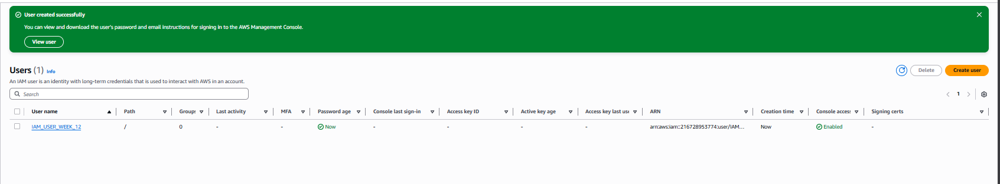 User created successfully
You can view and download the user's password and email instructions for signing in to the AWS Management Console.
View user
Users (1) Info
Delete Create user
An IAM user is an identity with long-term credentials that is used to interact with AWS in an account.
Search
1
User name Path Groups Last activity MFA Password age Console last sign-in Access key ID Active key age Access key last use ARN Creation time Console access Signing certs
IAM_USER_WEEK_12 / 0 - - Now - - - - arn:aws:iam::216728953774:user/IAM... Now Enabled -